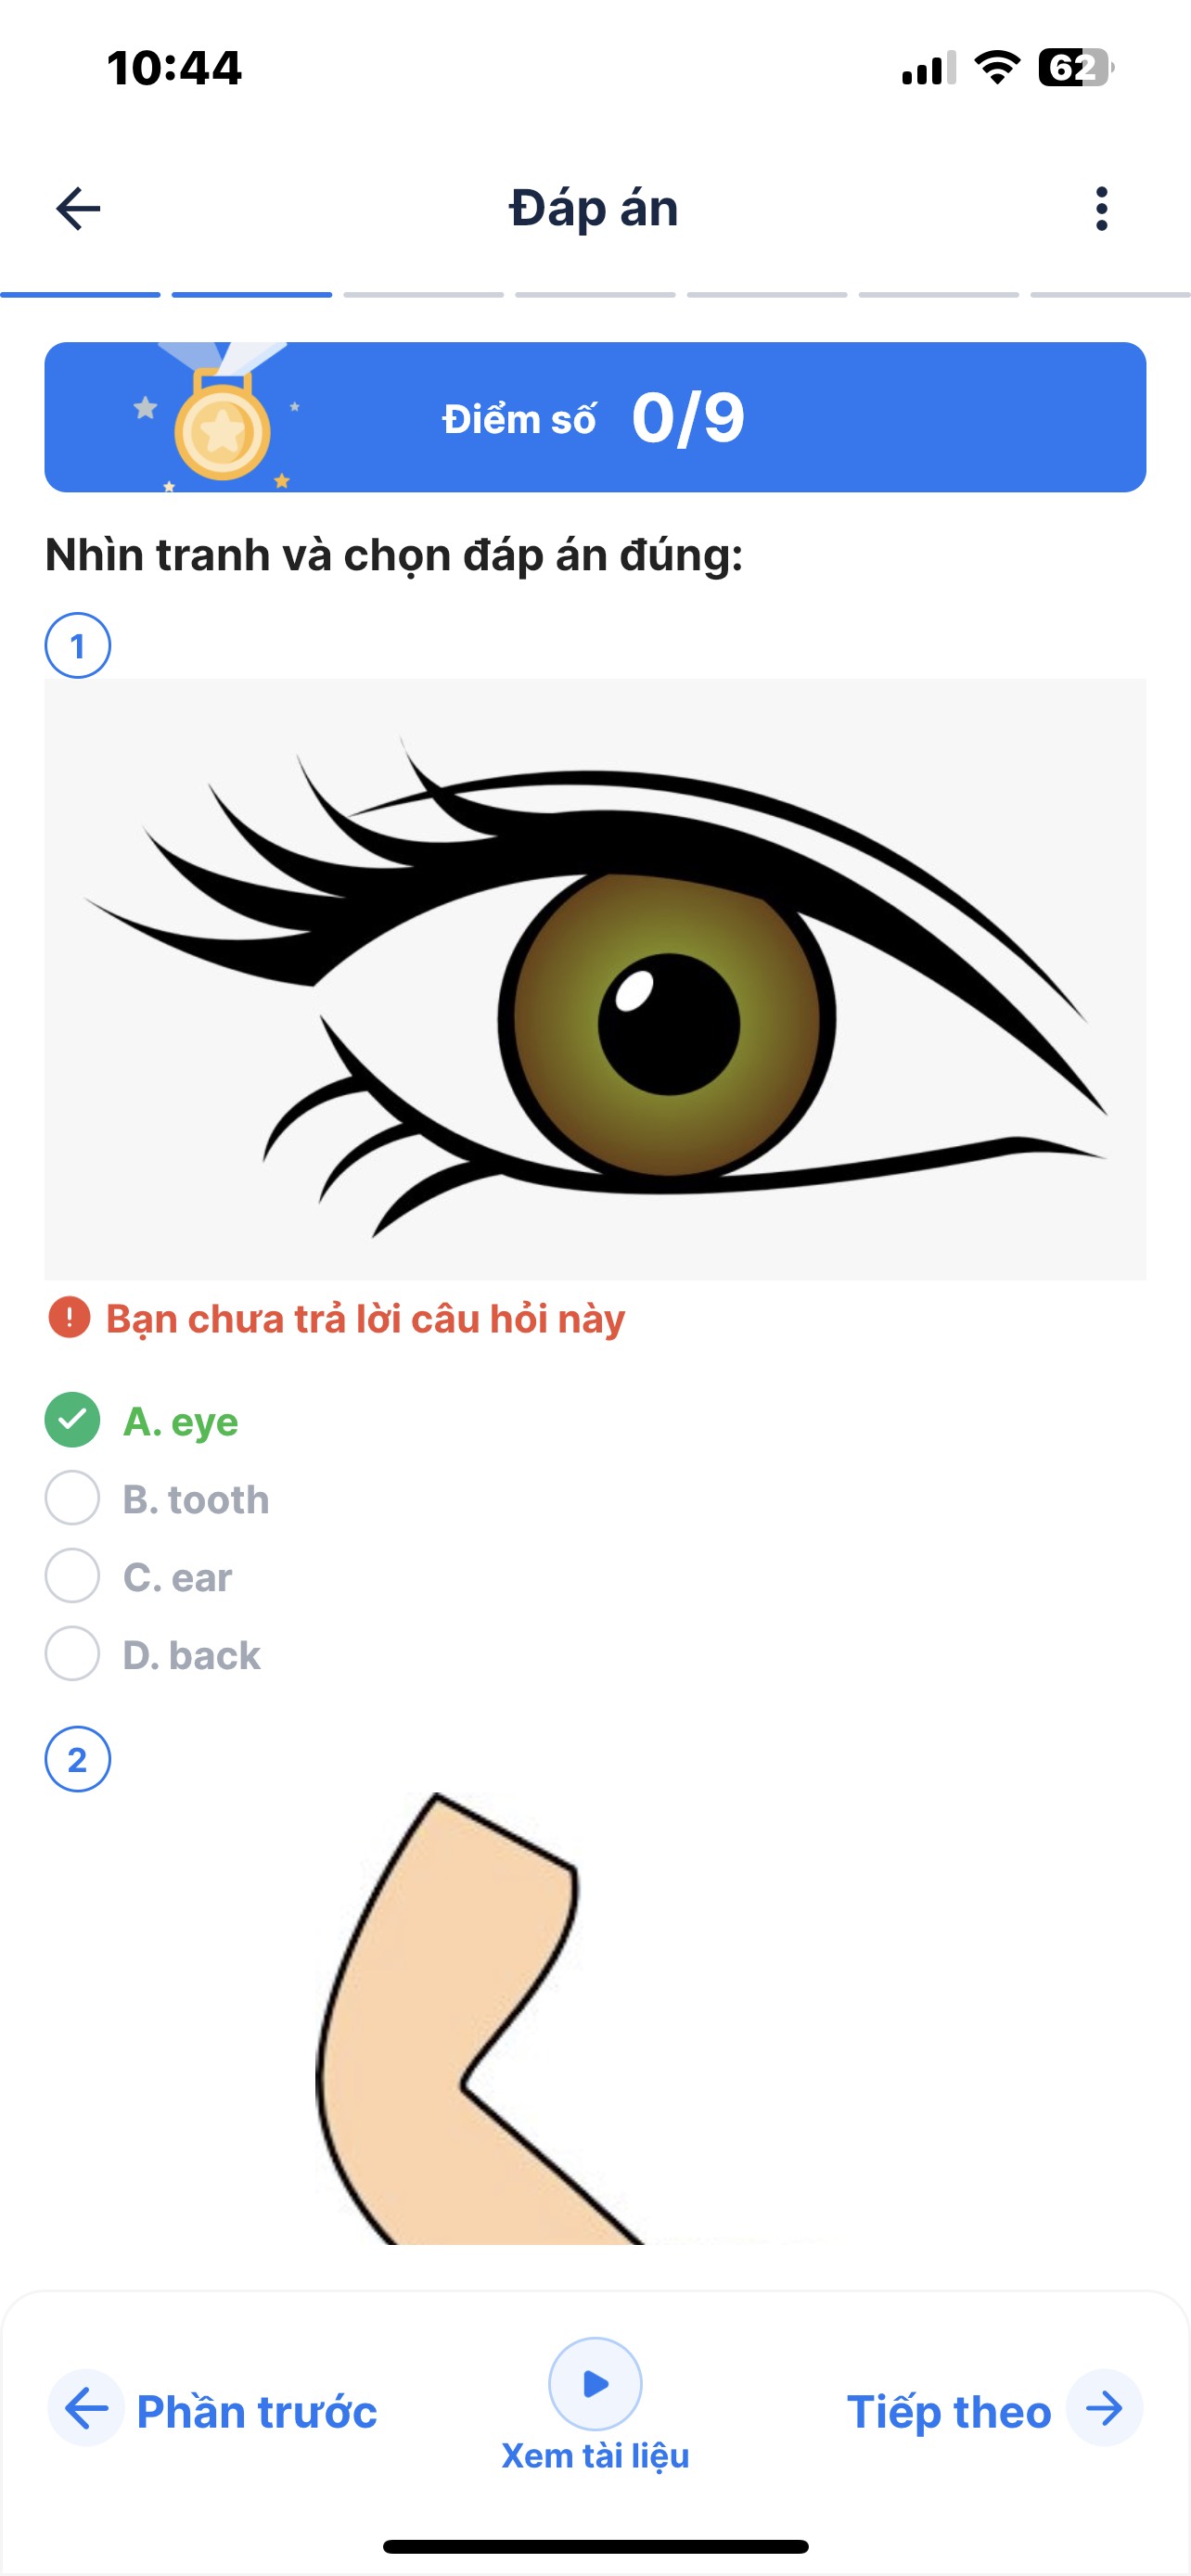 10:44
62
Đáp án
Điểm số 0/9
Nhìn tranh và chọn đáp án đúng:
1
Bạn chưa trả lời câu hỏi này
A. eye
B. tooth
C. ear
D. back
2
Phần trước
Xem tài liệu
Tiếp theo